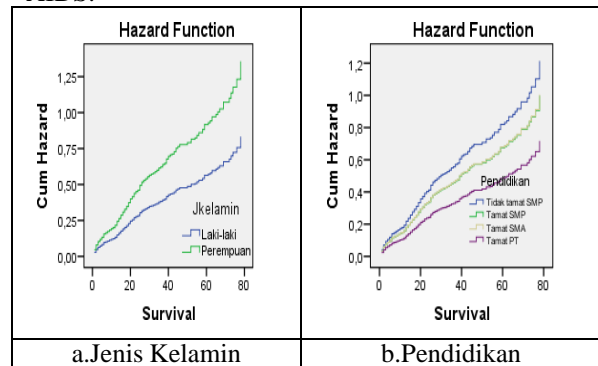 AIDS.
Hazard Function
Cum Hazard
1,25
1,00
0,75
0,50
0,25
0,00
Jkelamin
Laki-laki
Perempuan
0 20 40 60 80
Survival
a.Jenis Kelamin
Hazard Function
Cum Hazard
1,2
1,0
0,8
0,6
0,4
0,2
0,0
Pendidikan
Tidak tamat SMP
Tamat SMP
Tamat SMA
Tamat PT
0 20 40 60 80
Survival
b.Pendidikan